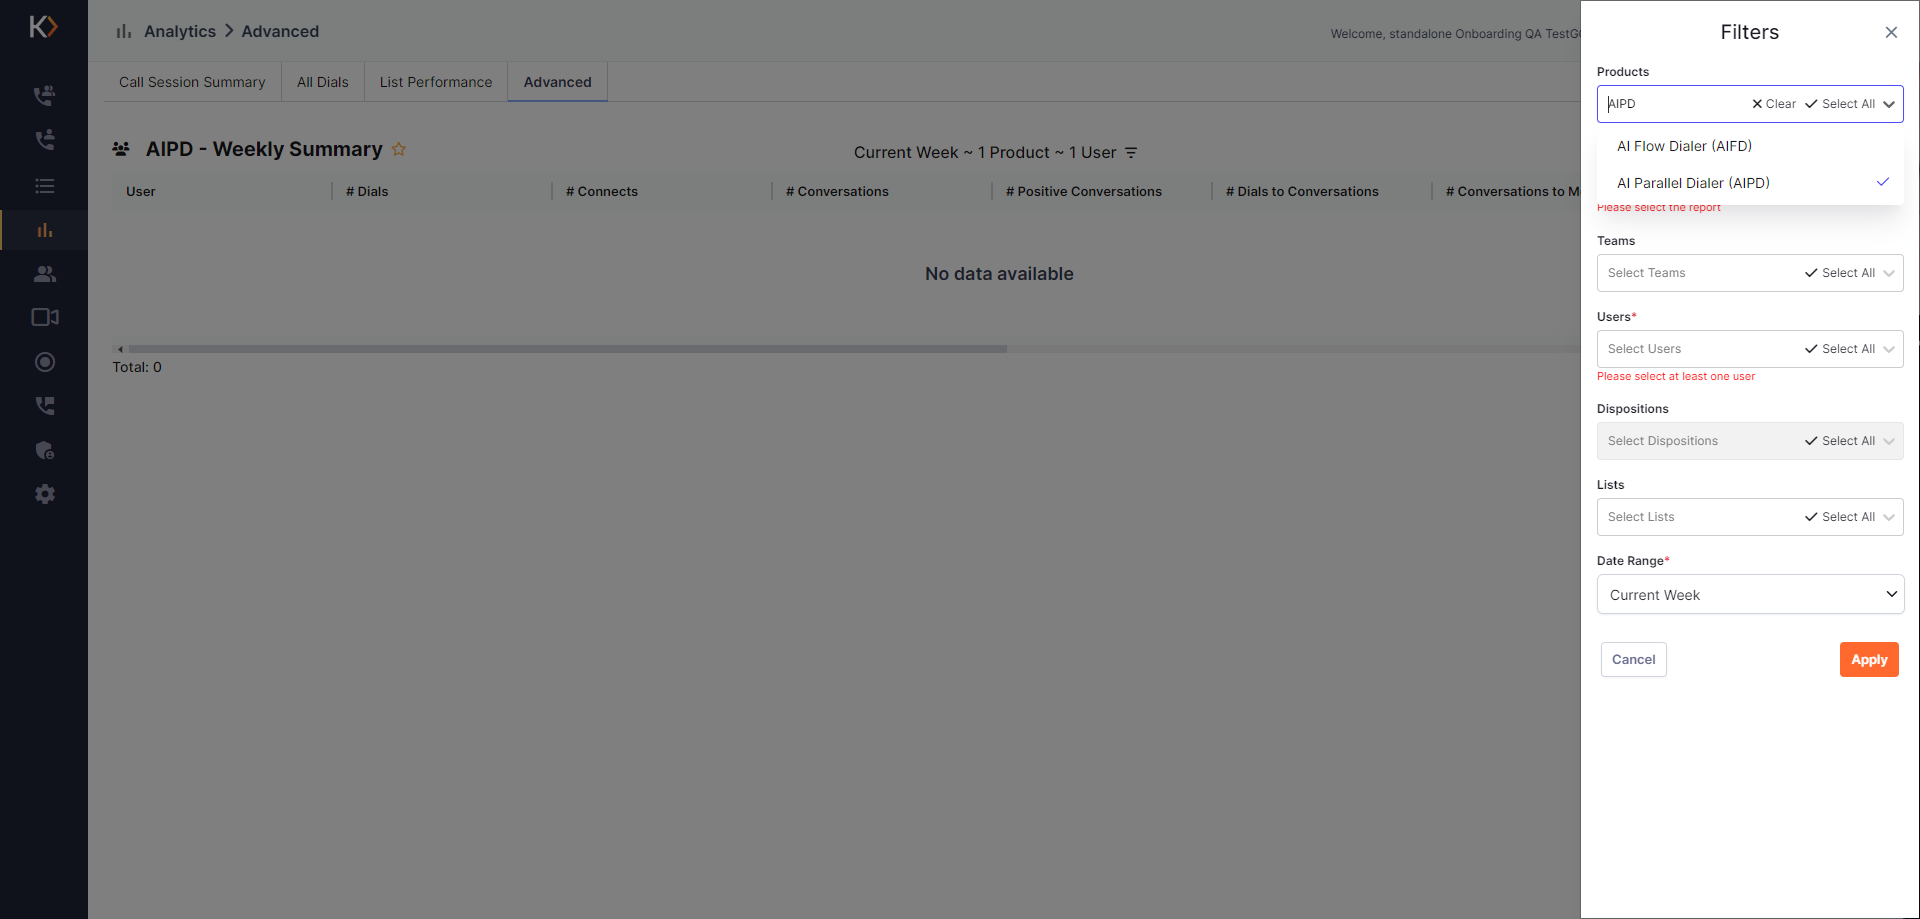 Analytics > Advanced
Welcome, standalone Onboarding QA TestG
Call Session Summary
All Dials
List Performance
Advanced
AIPD - Weekly Summary
Current Week ~ 1 Product ~ 1 User
User
# Dials
# Connects
# Conversations
# Positive Conversations
# Dials to Conversations
# Conversations to M
No data available
Total: 0
Filters
Products
AIPD
Clear
Select All
AI Flow Dialer (AIFD)
AI Parallel Dialer (AIPD)
Please select the report
Teams
Select Teams
Select All
Users*
Select Users
Select All
Please select at least one user
Dispositions
Select Dispositions
Select All
Lists
Select Lists
Select All
Date Range*
Current Week
Cancel
Apply